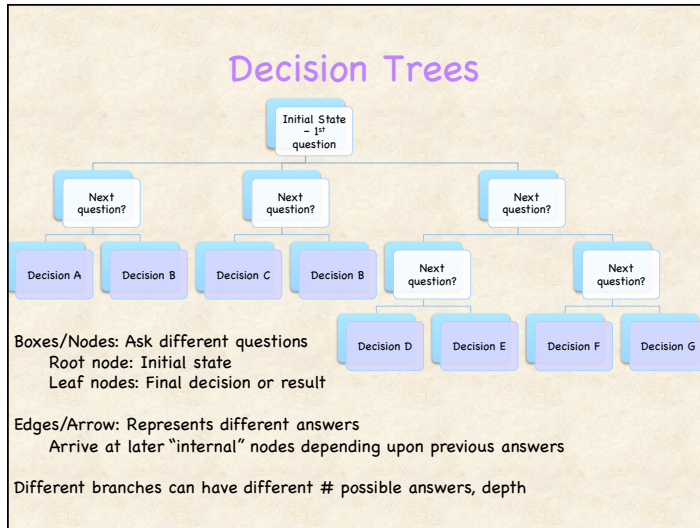 Decision Trees
Initial State
– 1st
question
Next
question?
Next
question?
Next
question?
Decision A
Decision B
Decision C
Decision B
Next
question?
Next
question?
Decision D
Decision E
Decision F
Decision G
Boxes/Nodes: Ask different questions
Root node: Initial state
Leaf nodes: Final decision or result
Edges/Arrow: Represents different answers
Arrive at later “internal” nodes depending upon previous answers
Different branches can have different # possible answers, depth